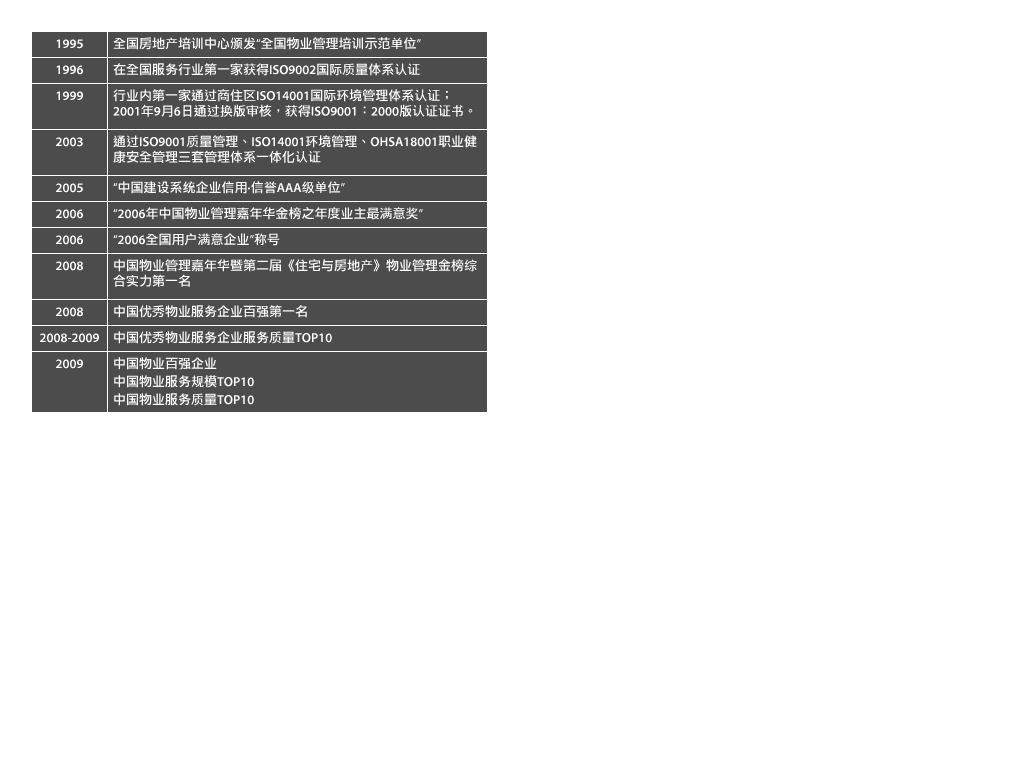 1995 全国房地产培训中心颁发“全国物业管理培训示范单位”
1996 在全国服务行业第一家获得ISO9002国际质量体系认证
1999 行业内第一家通过商住区ISO14001国际环境管理体系认证；
2001年9月6日通过换版审核，获得ISO9001：2000版认证证书。
2003 通过ISO9001质量管理、ISO14001环境管理、OHSA18001职业健
康安全管理三套管理体系一体化认证
2005 “中国建设系统企业信用·信誉AAA级单位”
2006 “2006年中国物业管理嘉年华金榜之年度业主最满意奖”
2006 “2006全国用户满意企业”称号
2008 中国物业管理嘉年华暨第二届《住宅与房地产》物业管理金榜综
合实力第一名
2008 中国优秀物业服务企业百强第一名
2008-2009 中国优秀物业服务企业服务质量TOP10
2009 中国物业百强企业
中国物业服务规模TOP10
中国物业服务质量TOP10